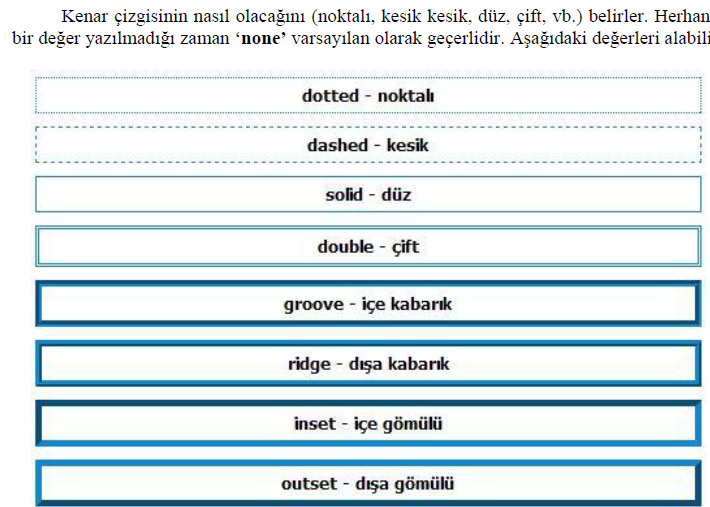 Kenar çizgisinin nasıl olacağını (noktalı, kesik kesik, düz, çift, vb.) belirler. Herhan
bir değer yazılmadığı zaman ‘none’ varsayılan olarak geçerlidir. Aşağıdaki değerleri alabili
dotted - noktalı
dashed - kesik
solid - düz
double - çift
groove - içe kabarık
ridge - dışa kabarık
inset - içe gömülü
outset - dışa gömülü